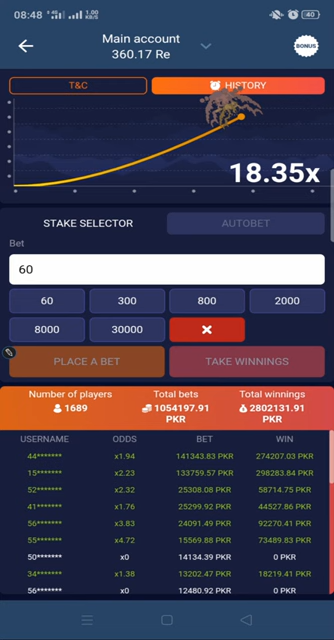 08:48 4G 1.00 KB/S 40
Main account
360.17 Re
BONUS
T&C
HISTORY
18.35x
STAKE SELECTOR
AUTOBET
Bet
60
60 300 800 2000
8000 30000
PLACE A BET TAKE WINNINGS
Number of players Total bets Total winnings
1689 1054197.91 2802131.91
PKR PKR
USERNAME ODDS BET WIN
44******* x1.94 141343.83 PKR 274207.03 PKR
15******* x2.23 133759.57 PKR 298283.84 PKR
52******* x2.32 25308.08 PKR 58714.75 PKR
41******* x1.76 25299.92 PKR 44527.86 PKR
56******* x3.83 24091.49 PKR 92270.41 PKR
55******* x4.72 15569.88 PKR 73489.83 PKR
50******* x0 14134.39 PKR 0 PKR
34******* x1.38 13202.47 PKR 18219.41 PKR
56******* x0 12480.92 PKR 0 PKR